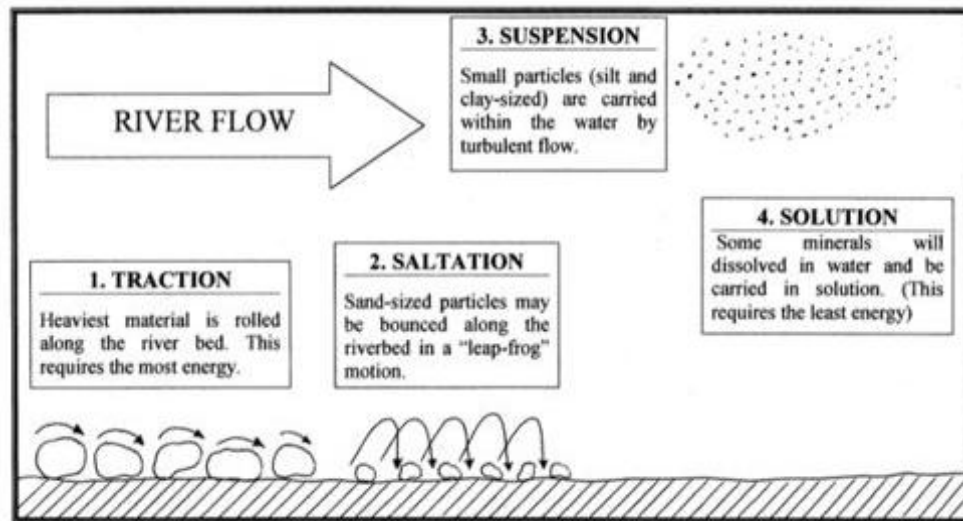 RIVER FLOW
3. SUSPENSION
Small particles (silt and
clay-sized) are carried
within the water by
turbulent flow.
4. SOLUTION
Some minerals will
dissolved in water and be
carried in solution. (This
requires the least energy)
1. TRACTION
Heaviest material is rolled
along the river bed. This
requires the most energy.
2. SALTATION
Sand-sized particles may
be bounced along the
riverbed in a “leap-frog”
motion.